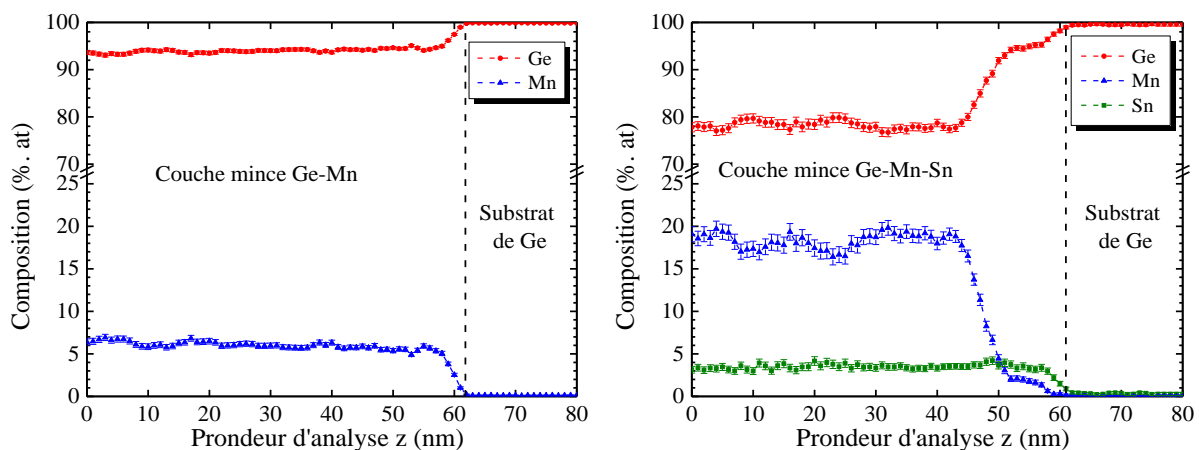 100
90
80
70
25
20
15
10
5
0
Composition (%. at)
Ge
Mn
Couche mince Ge-Mn
Substrat
de Ge
0 10 20 30 40 50 60 70 80
Prondeur d'analyse z (nm)
100
90
80
70
25
20
15
10
5
0
Composition (%. at)
Ge
Mn
Sn
Couche mince Ge-Mn-Sn
Substrat
de Ge
0 10 20 30 40 50 60 70 80
Prondeur d'analyse z (nm)